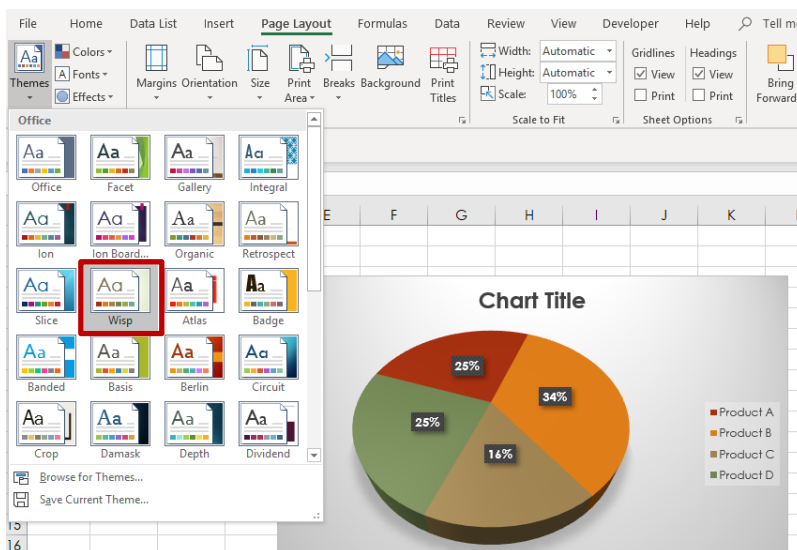 File Home Data List Insert Page Layout Formulas Data Review View Developer Help Tell m
Themes
Colors
Fonts
Effects
Margins Orientation Size Print Area Breaks Background Print Titles
Width: Automatic
Height: Automatic
Scale: 100%
Scale to Fit
Gridlines Headings
View View
Print Print
Sheet Options
Bring
Forward
Office
Aa Aa Aa Aa
Office Facet Gallery Integral
Aa Aa Aa Aa
Ion Ion Board... Organic Retrospect
Aa Aa Aa Aa
Slice Wisp Atlas Badge
Aa Aa Aa Aa
Banded Basis Berlin Circuit
Aa Aa Aa Aa
Crop Damask Depth Dividend
Browse for Themes...
Save Current Theme...
E F G H I J K
15
16
Chart Title
25%
34%
25%
16%
Product A
Product B
Product C
Product D